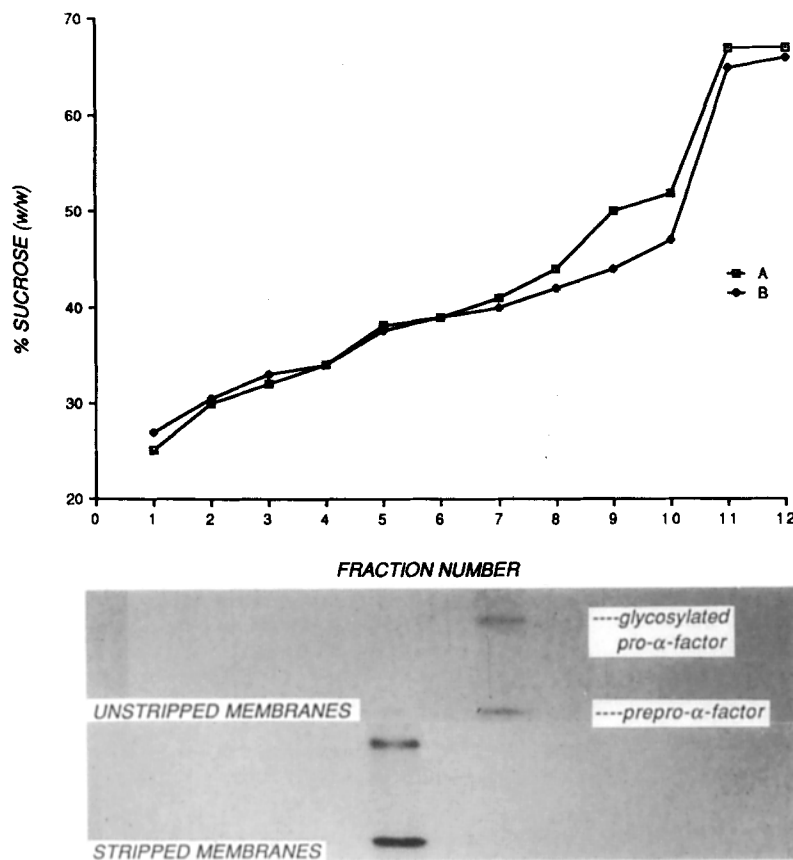 70
60
50
40
30
20
% SUCROSE (w/w)
A
B
0 1 2 3 4 5 6 7 8 9 10 11 12
FRACTION NUMBER
----glycosylated
pro-α-factor
UNSTRIPPED MEMBRANES
----prepro-α-factor
STRIPPED MEMBRANES